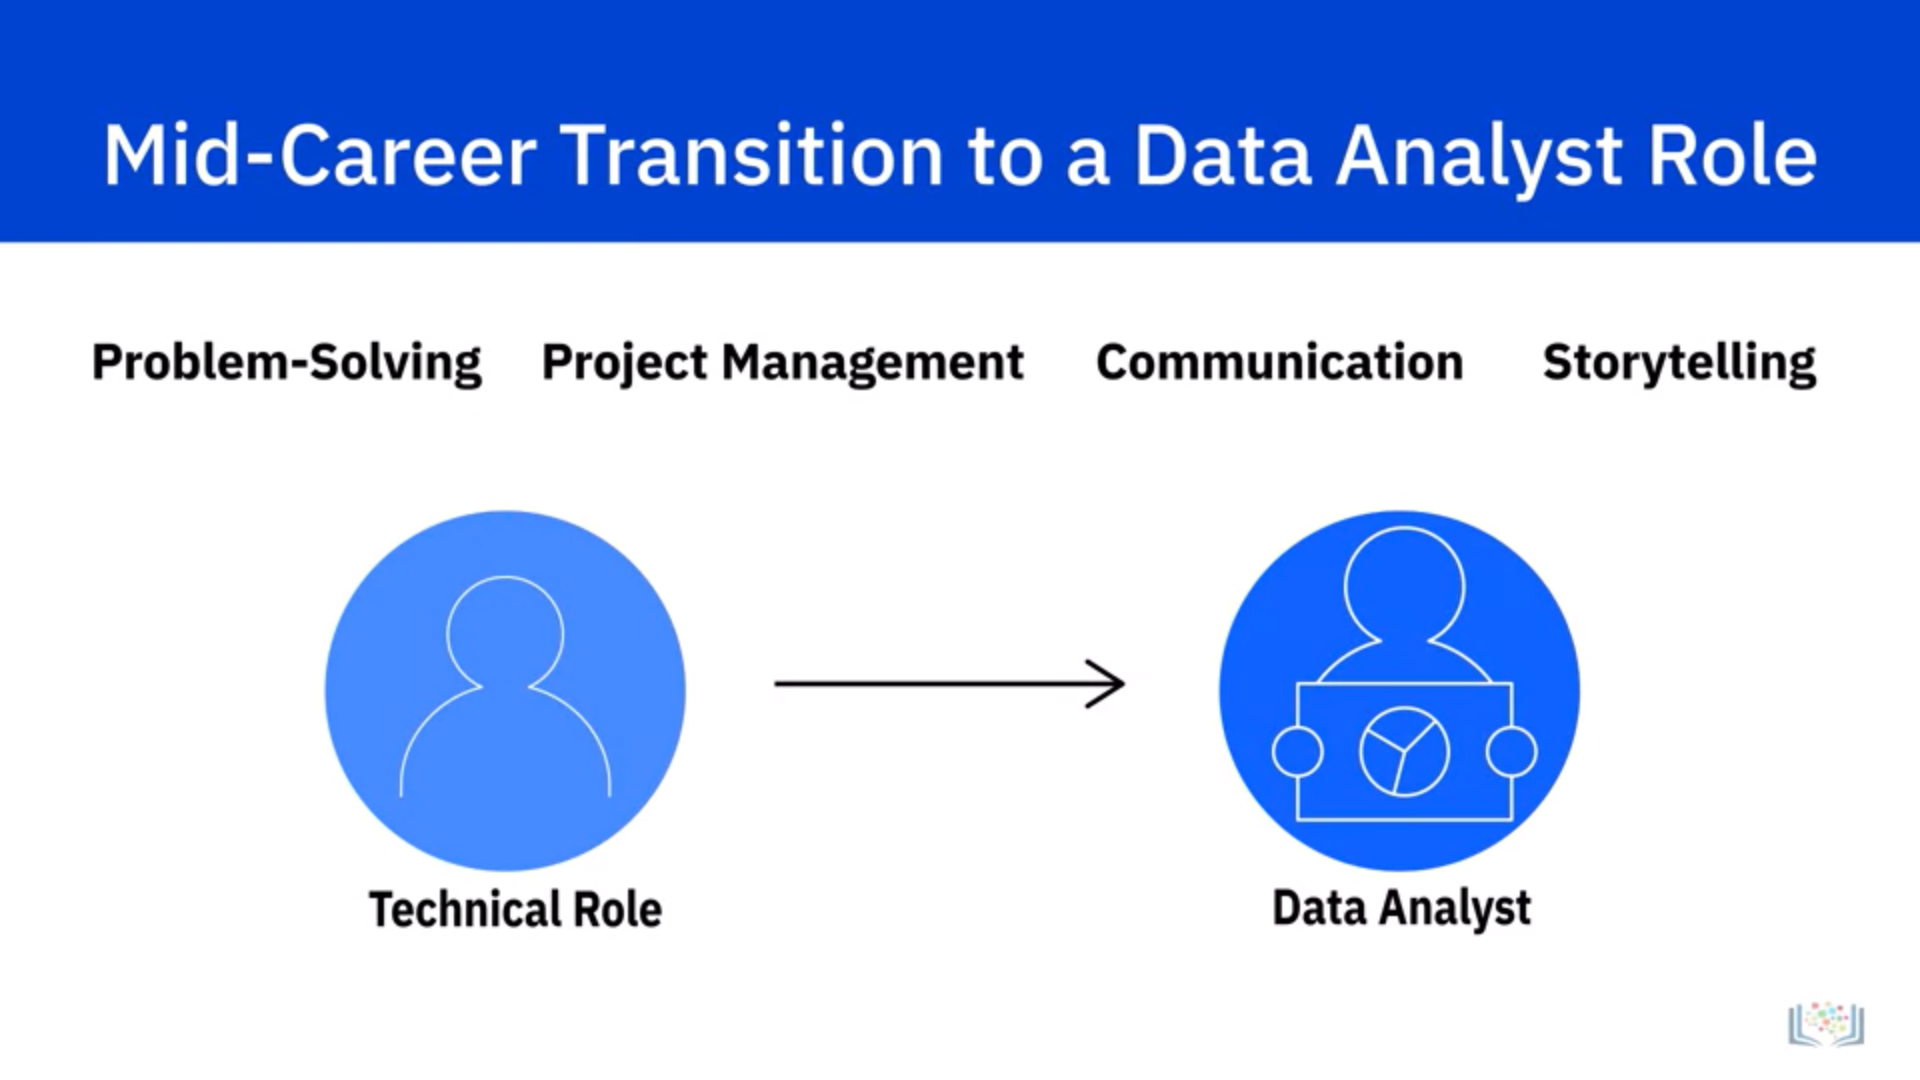 Mid-Career Transition to a Data Analyst Role
Problem-Solving Project Management Communication Storytelling
Technical Role
Data Analyst